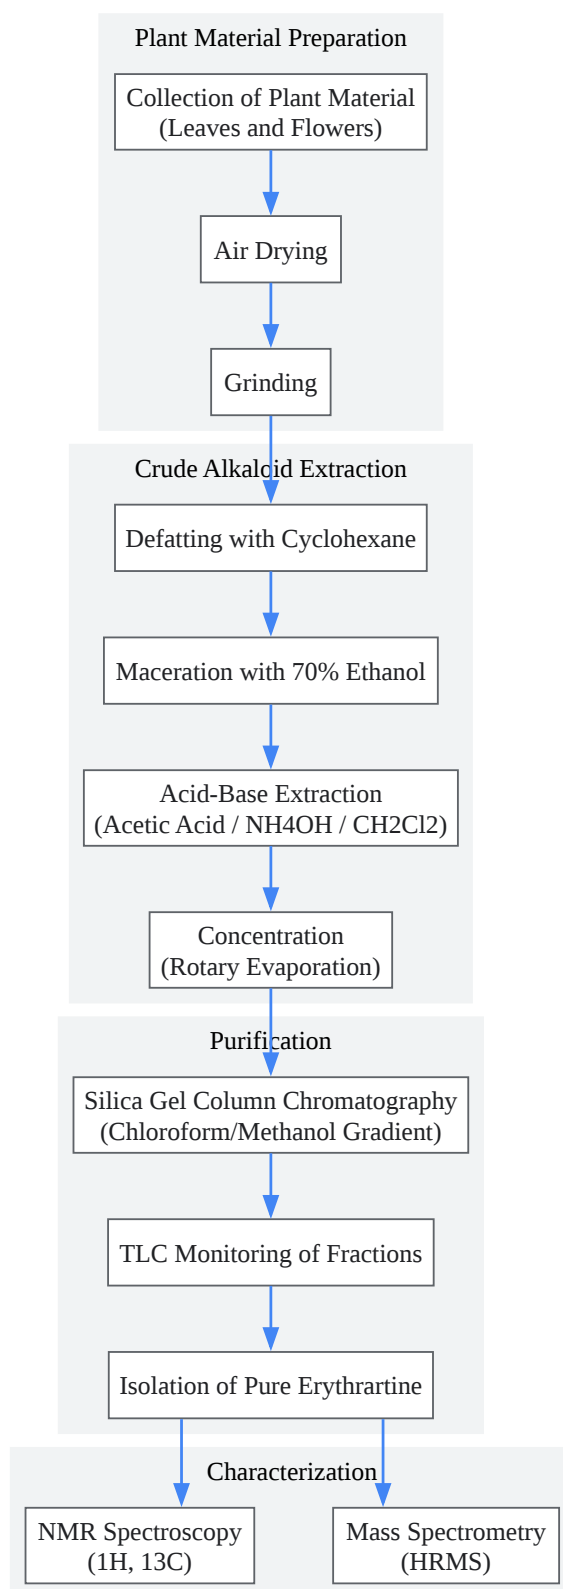 Plant Material Preparation
Collection of Plant Material
(Leaves and Flowers)
Air Drying
Grinding
Crude Alkaloid Extraction
Defatting with Cyclohexane
Maceration with 70% Ethanol
Acid-Base Extraction
(Acetic Acid / NH4OH / CH2Cl2)
Concentration
(Rotary Evaporation)
Purification
Silica Gel Column Chromatography
(Chloroform/Methanol Gradient)
TLC Monitoring of Fractions
Isolation of Pure Erythrartine
Characterization
NMR Spectroscopy
(1H, 13C)
Mass Spectrometry
(HRMS)